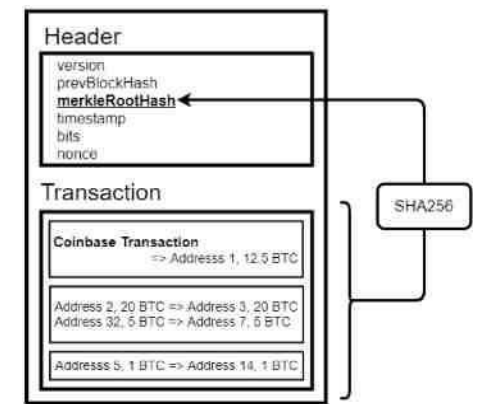 Header
version
prevBlockHash
merkleRootHash
timestamp
bits
nonce
Transaction
Coinbase Transaction
=> Addresss 1, 12.5 BTC
Address 2, 20 BTC => Address 3, 20 BTC
Address 32, 5 BTC => Address 7, 5 BTC
Addresss 5, 1 BTC => Address 14, 1 BTC
SHA256